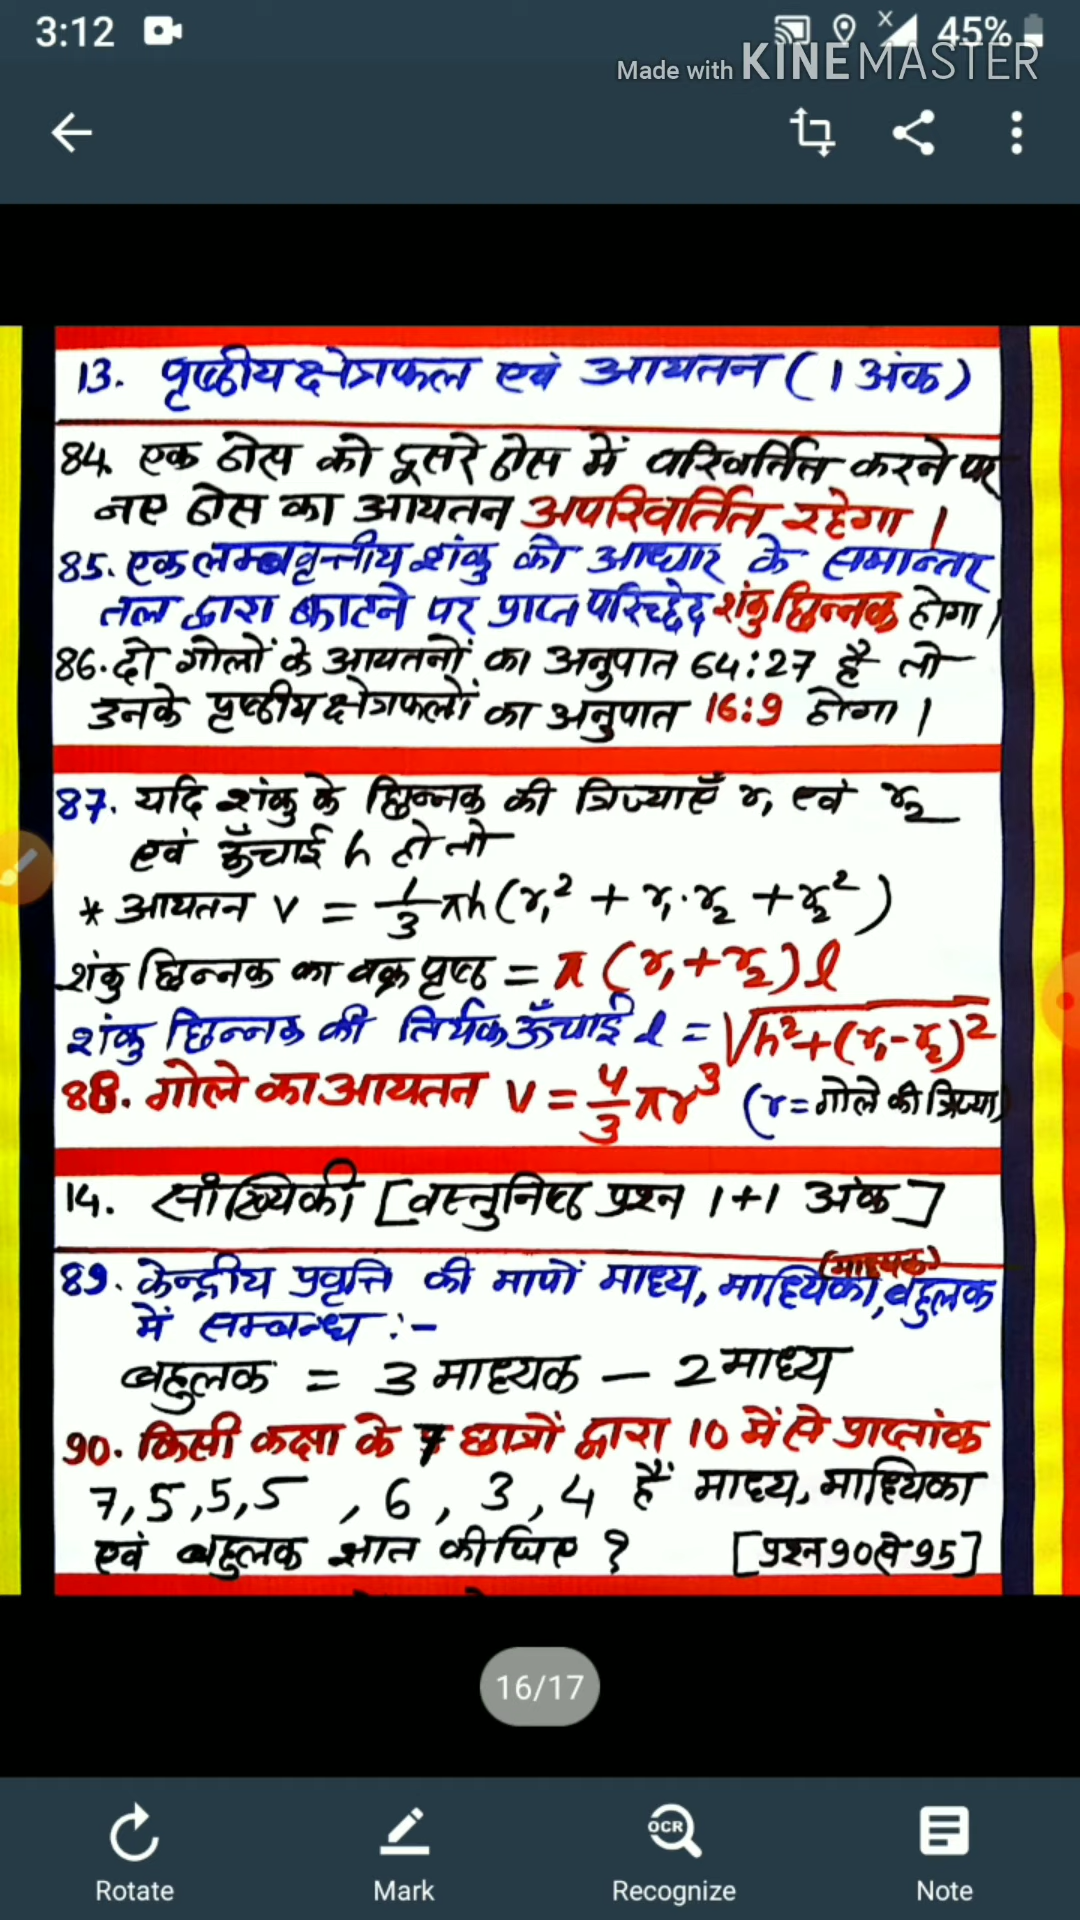 3:12 45%
Made with KINEMASTER
13. पृष्ठीय क्षेत्रफल एवं आयतन (1 अंक)
84. एक ठोस को दूसरे ठोस में परिवर्तित करने पर
नए ठोस का आयतन अपरिवर्तित रहेगा।
85. एक लम्बवृत्तीय शंकु को आधार के समान्तर
तल द्वारा काटने पर प्राप्त परिच्छेद शंकु छिन्नक होगा।
86. दो गोलों के आयतनों का अनुपात 64:27 है तो
उनके पृष्ठीय क्षेत्रफलों का अनुपात 16:9 होगा।
87. यदि शंकु के छिन्नक की त्रिज्याएँ r₁ एवं r₂
एवं ऊँचाई h हो तो
* आयतन V = 1/3 πh (r₁² + r₁·r₂ + r₂²)
शंकु छिन्नक का वक्र पृष्ठ = π (r₁ + r₂) l
शंकु छिन्नक की तिर्यक ऊँचाई l = √h² + (r₁ - r₂)²
88. गोले का आयतन V = 4/3 πr³ (r = गोले की त्रिज्या)
14. सांख्यिकी [वस्तुनिष्ठ प्रश्न 1+1 अंक]
(माध्यक)
89. केन्द्रीय प्रवृत्ति की मापों माध्य, माध्यिका, बहुलक
में सम्बन्ध :-
बहुलक = 3 माध्यक - 2 माध्य
90. किसी कक्षा के 7 छात्रों द्वारा 10 में से प्राप्तांक
7, 5, 5, 5, 6, 3, 4 हैं माध्य, माध्यिका
एवं बहुलक ज्ञात कीजिए ? [प्रश्न 90 से 95]
16/17
Rotate Mark OCR Recognize Note